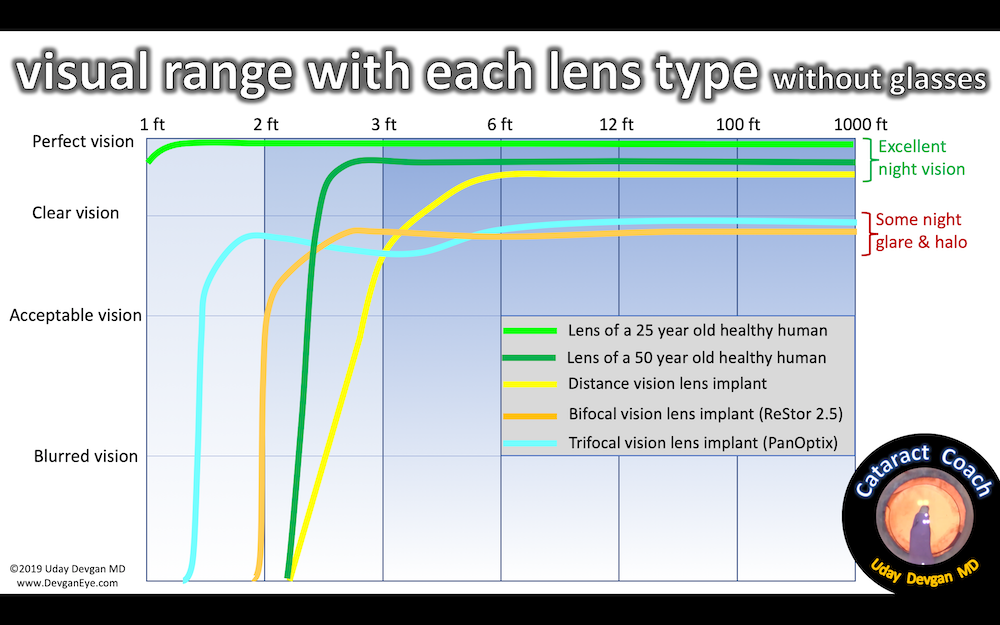 visual range with each lens type without glasses
1 ft 2 ft 3 ft 6 ft 12 ft 100 ft 1000 ft
Perfect vision
Excellent
night vision
Clear vision
Some night
glare & halo
Acceptable vision
Lens of a 25 year old healthy human
Lens of a 50 year old healthy human
Distance vision lens implant
Bifocal vision lens implant (ReStor 2.5)
Trifocal vision lens implant (PanOptix)
Blurred vision
Cataract Coach
Uday Devgan MD
©2019 Uday Devgan MD
www.DevganEye.com